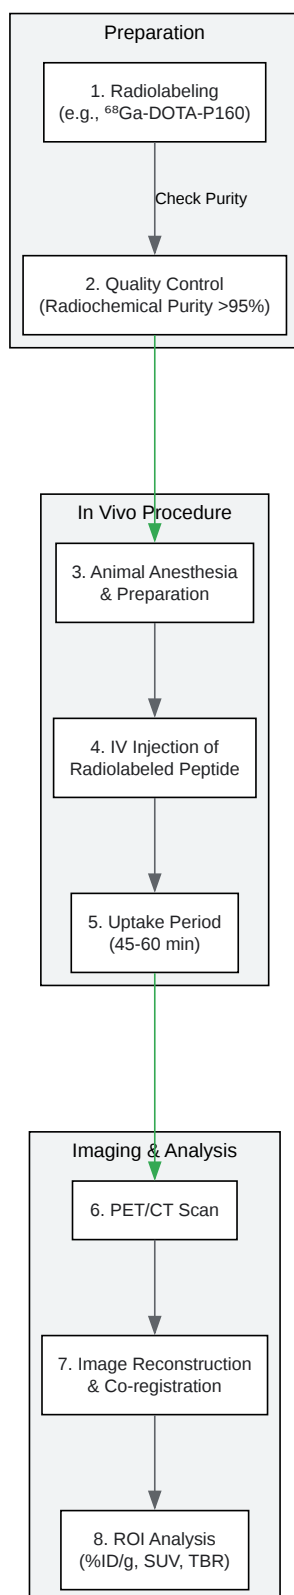 Preparation
1. Radiolabeling
(e.g., ⁶⁸Ga-DOTA-P160)
Check Purity
2. Quality Control
(Radiochemical Purity >95%)
In Vivo Procedure
3. Animal Anesthesia
& Preparation
4. IV Injection of
Radiolabeled Peptide
5. Uptake Period
(45-60 min)
Imaging & Analysis
6. PET/CT Scan
7. Image Reconstruction
& Co-registration
8. ROI Analysis
(%ID/g, SUV, TBR)